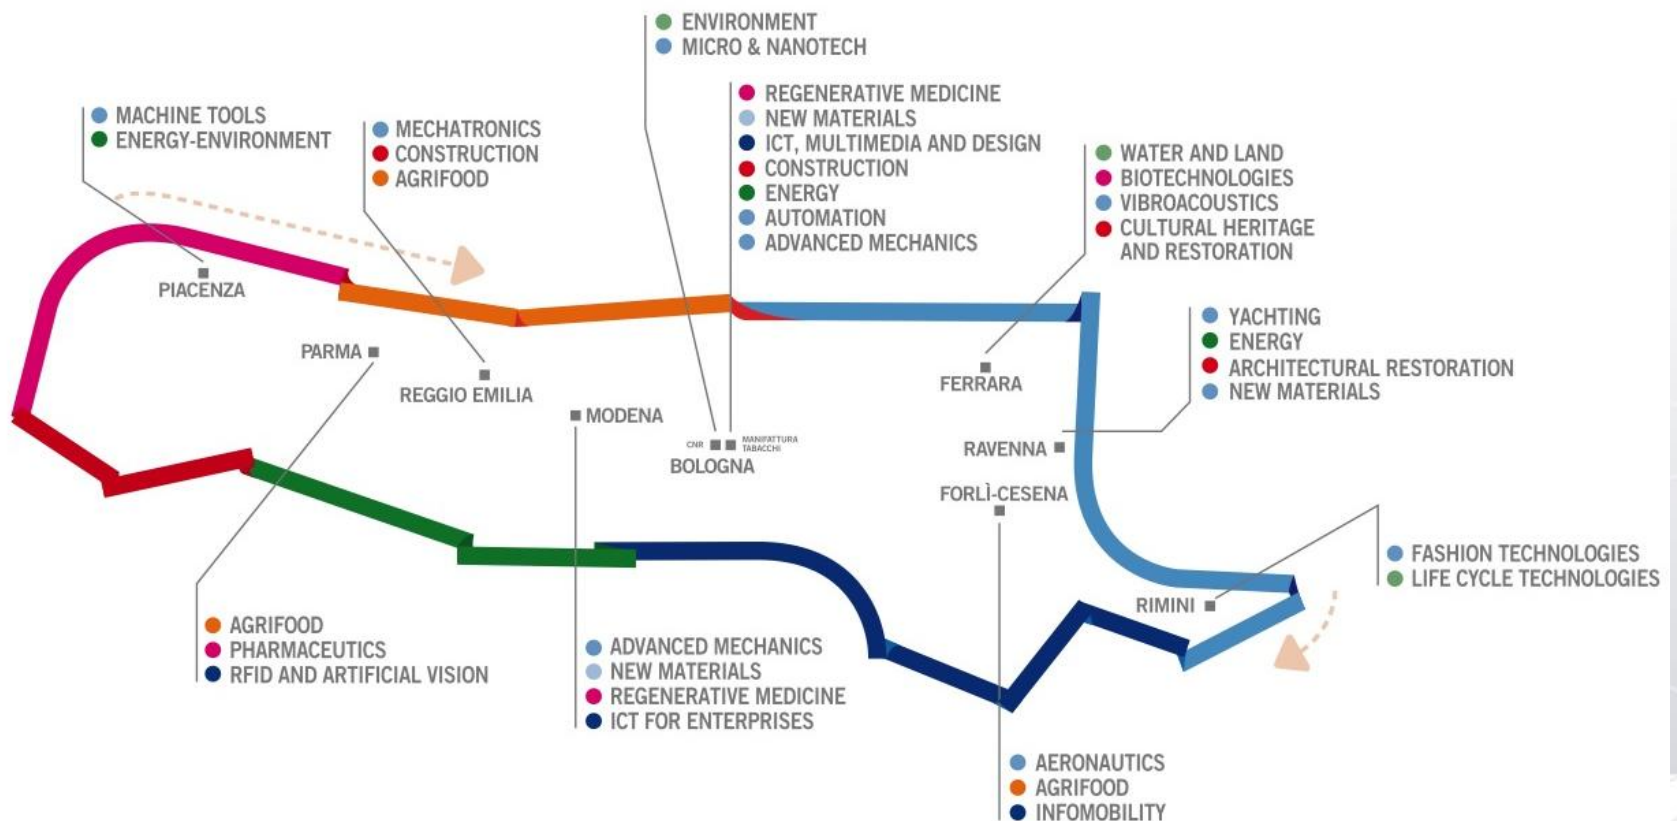 ENVIRONMENT
MICRO & NANOTECH
MACHINE TOOLS
ENERGY-ENVIRONMENT
MECHATRONICS
CONSTRUCTION
AGRIFOOD
REGENERATIVE MEDICINE
NEW MATERIALS
ICT, MULTIMEDIA AND DESIGN
CONSTRUCTION
ENERGY
AUTOMATION
ADVANCED MECHANICS
WATER AND LAND
BIOTECHNOLOGIES
VIBROACOUSTICS
CULTURAL HERITAGE
AND RESTORATION
PIACENZA
YACHTING
ENERGY
ARCHITECTURAL RESTORATION
NEW MATERIALS
PARMA
REGGIO EMILIA
MODENA
FERRARA
CNR
MANIFATTURA
TABACCHI
BOLOGNA
RAVENNA
FORLÌ-CESENA
RIMINI
FASHION TECHNOLOGIES
LIFE CYCLE TECHNOLOGIES
AGRIFOOD
PHARMACEUTICS
RFID AND ARTIFICIAL VISION
ADVANCED MECHANICS
NEW MATERIALS
REGENERATIVE MEDICINE
ICT FOR ENTERPRISES
AERONAUTICS
AGRIFOOD
INFOMOBILITY